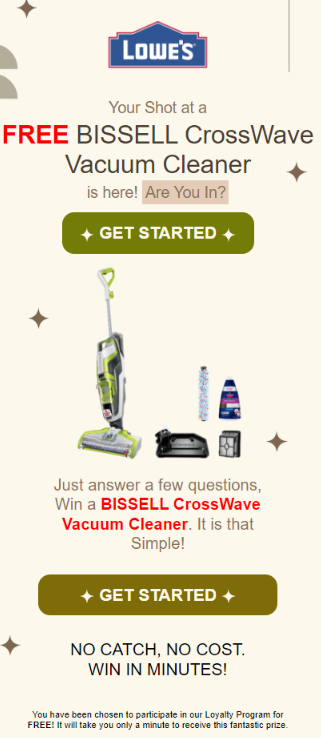 LOWE'S
Your Shot at a
FREE BISSELL CrossWave
Vacuum Cleaner
is here! Are You In?
GET STARTED
Just answer a few questions,
Win a BISSELL CrossWave
Vacuum Cleaner. It is that
Simple!
GET STARTED
NO CATCH, NO COST.
WIN IN MINUTES!
You have been chosen to participate in our Loyalty Program for
FREE! It will take you only a minute to receive this fantastic prize.